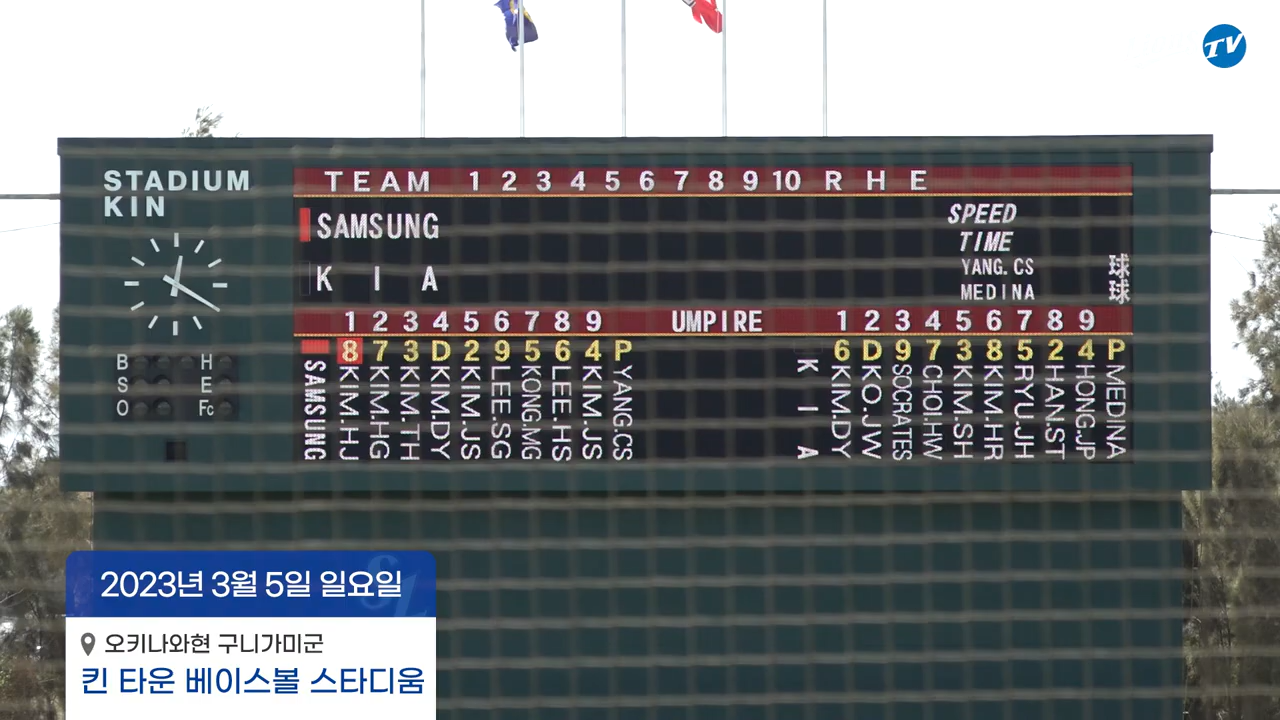 TV
STADIUM
KIN
TEAM 1 2 3 4 5 6 7 8 9 10 R H E
SAMSUNG
SPEED
TIME
KIA
YANG.CS 球
MEDINA 球
1 2 3 4 5 6 7 8 9 UMPIRE 1 2 3 4 5 6 7 8 9
8 7 3 D 2 9 5 6 4 P 6 D 9 7 3 8 5 2 4 P
SAMSUNG
KIM.HJ
KIM.HG
KIM.TH
KIM.DY
KIM.JS
LEE.SG
KONG.MG
LEE.HS
KIM.JS
YANG.CS
KIA
KIM.DY
KO.JW
SOCRATES
CHOI.HW
KIM.SH
KIM.HR
RYU.JH
HAN.ST
HONG.JP
MEDINA
B H
S E
O Fc
2023년 3월 5일 일요일
오키나와현 구니가미군
킨 타운 베이스볼 스타디움